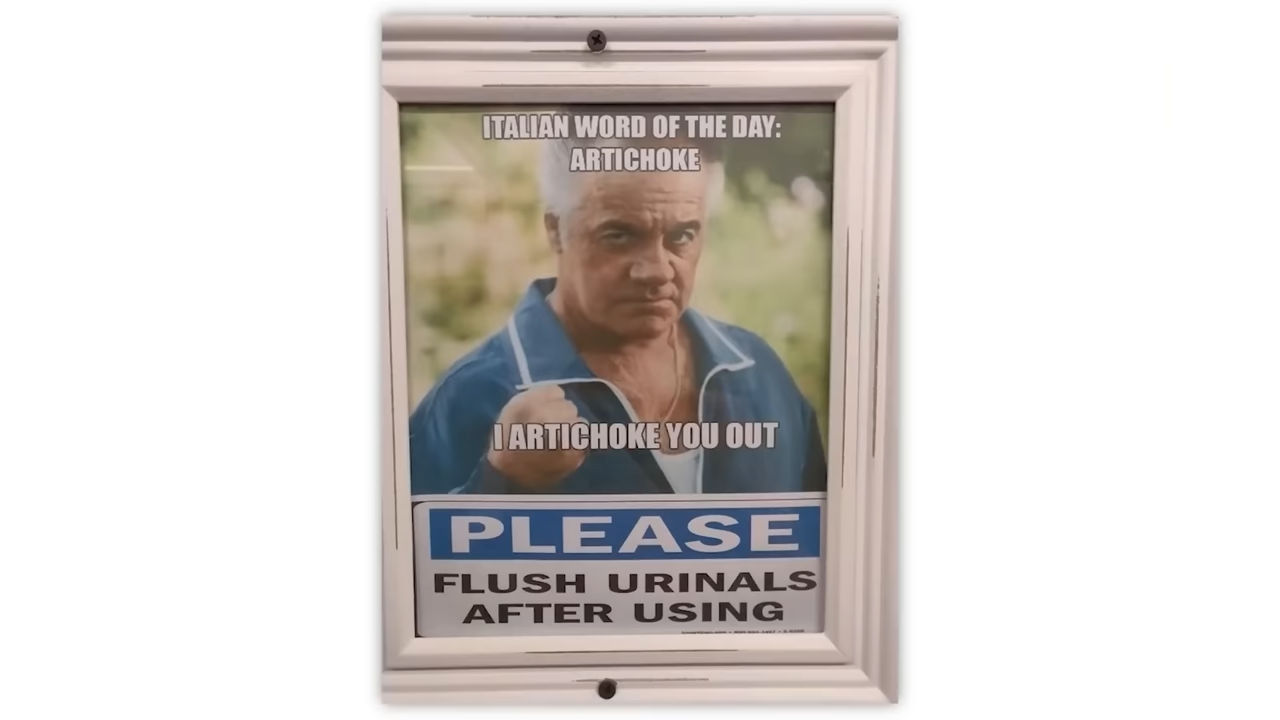 ITALIAN WORD OF THE DAY:
ARTICHOKE
I ARTICHOKE YOU OUT
PLEASE
FLUSH URINALS
AFTER USING